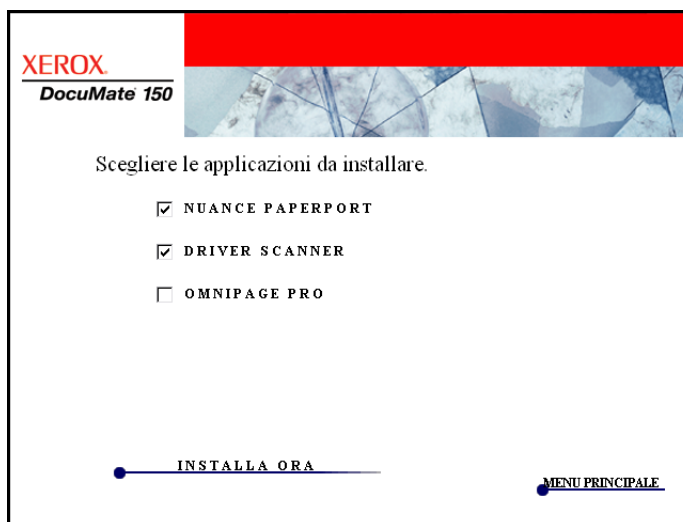 XEROX.
DocuMate 150
Scegliere le applicazioni da installare.
NUANCE PAPERPORT
DRIVER SCANNER
OMNIPAGE PRO
INSTALLA ORA
MENU PRINCIPALE